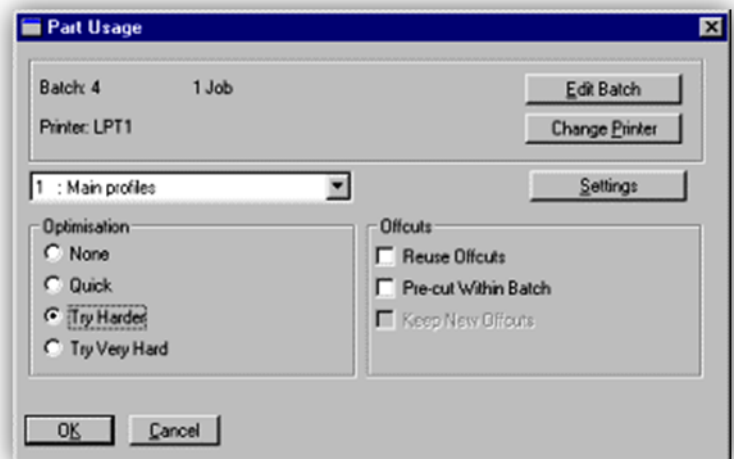 Part Usage
Batch: 4 1 Job Edit Batch
Printer: LPT1 Change Printer
1 : Main profiles Settings
Optimisation
None
Quick
Try Harder
Try Very Hard
Offcuts
Reuse Offcuts
Pre-cut Within Batch
Keep New Offcuts
OK Cancel